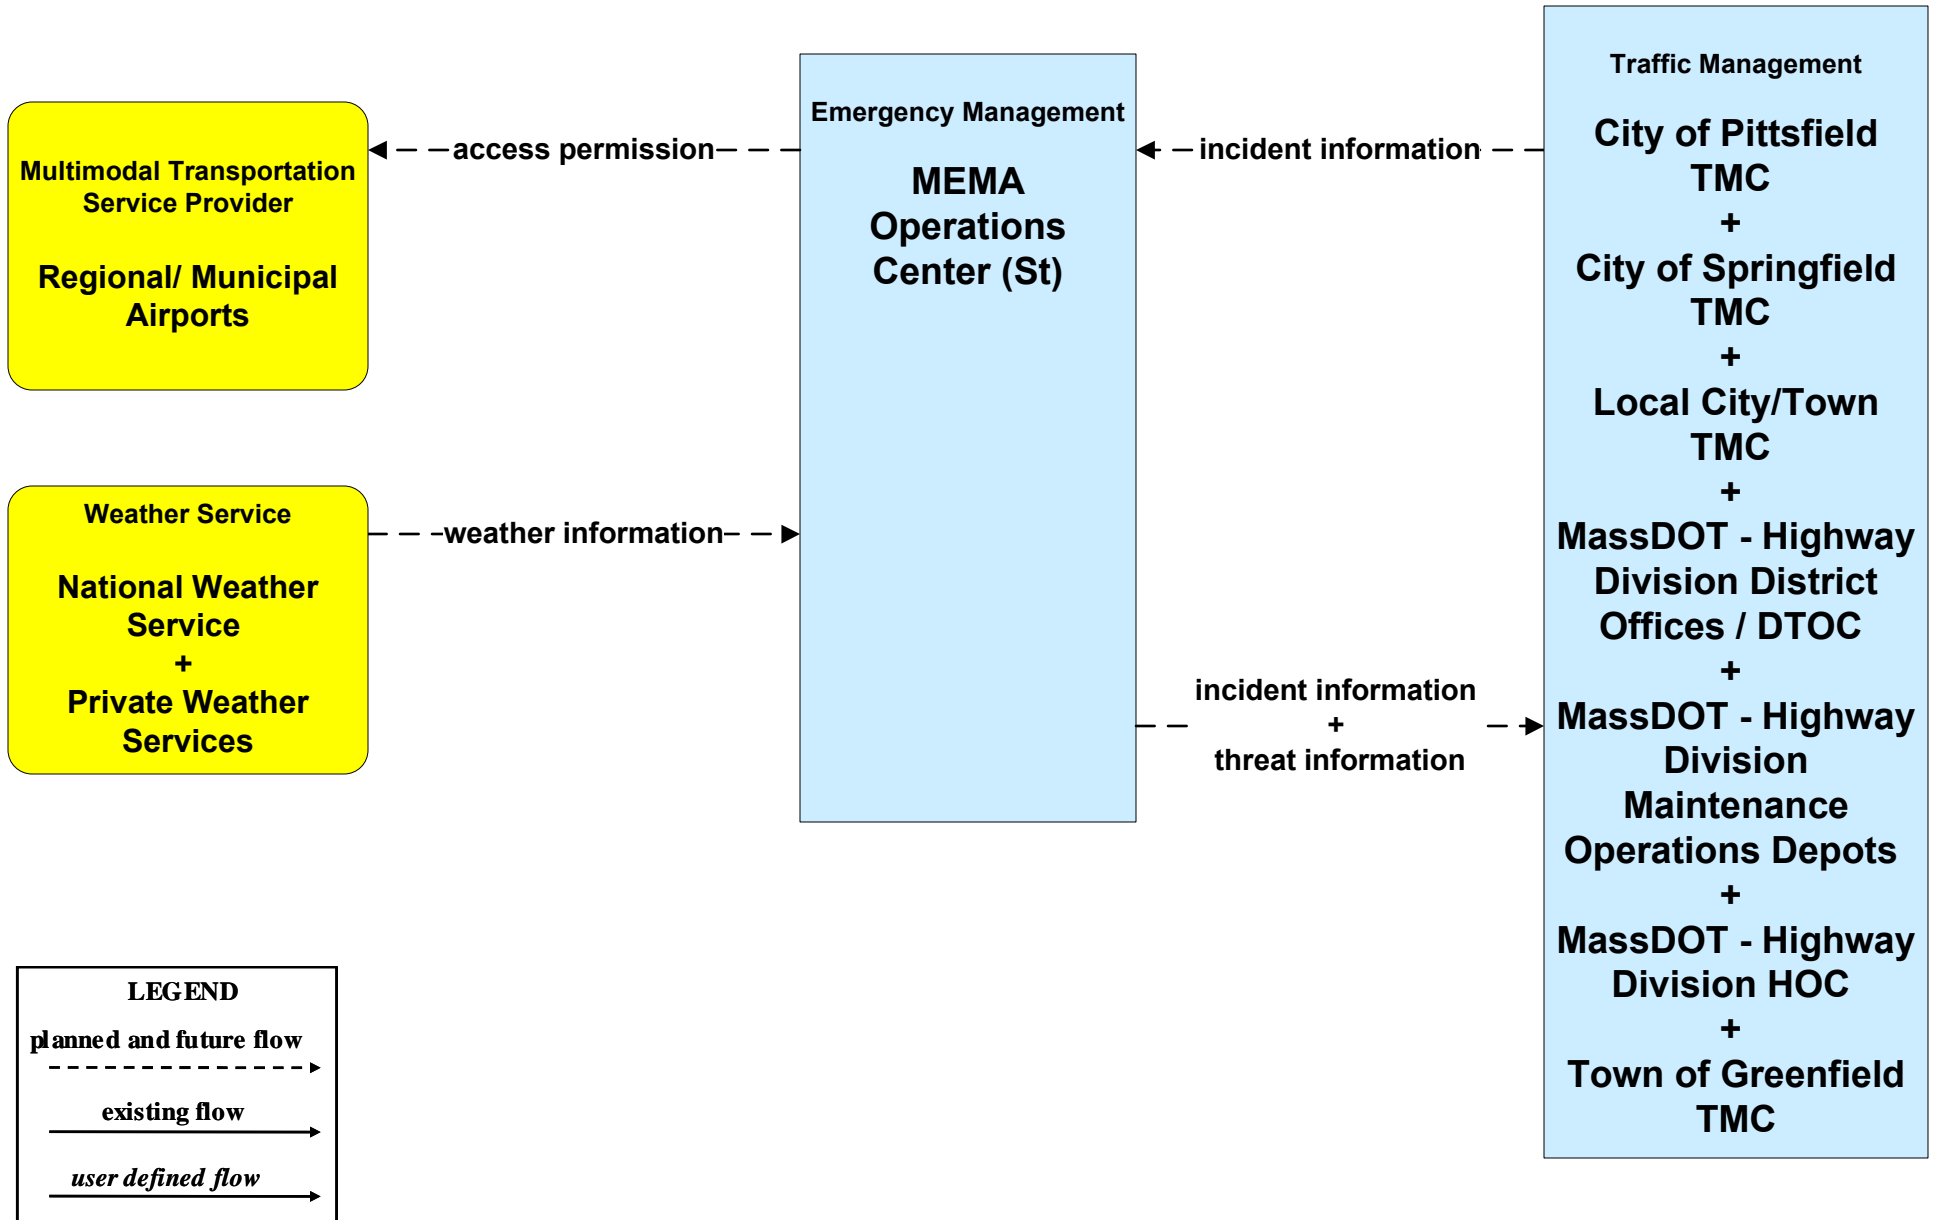 Multimodal Transportation
Service Provider
Regional/ Municipal
Airports
access permission
Weather Service
National Weather
Service
+
Private Weather
Services
weather information
Emergency Management
MEMA
Operations
Center (St)
incident information
incident information
+
threat information
Traffic Management
City of Pittsfield
TMC
+
City of Springfield
TMC
+
Local City/Town
TMC
+
MassDOT - Highway
Division District
Offices / DTOC
+
MassDOT - Highway
Division
Maintenance
Operations Depots
+
MassDOT - Highway
Division HOC
+
Town of Greenfield
TMC
LEGEND
planned and future flow
existing flow
user defined flow